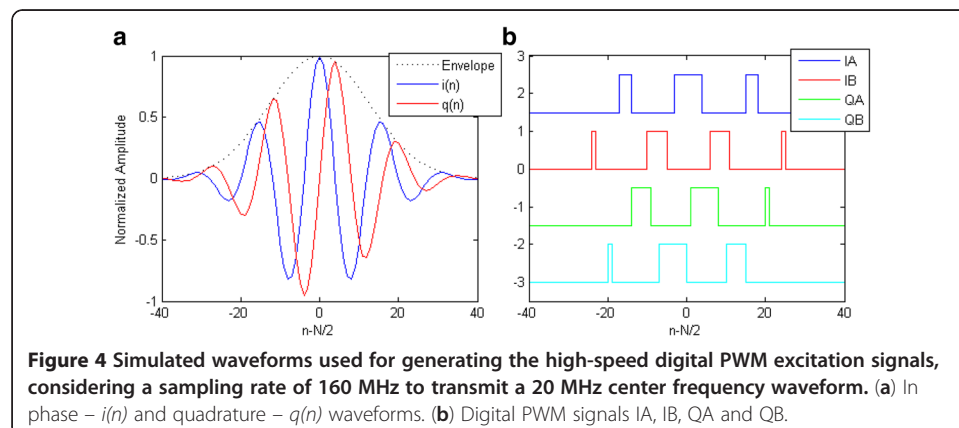 a
b
1
0.5
0
-0.5
-1
Normalized Amplitude
Envelope
i(n)
q(n)
-40
-20
0
20
40
n-N/2
3
2
1
0
-1
-2
-3
IA
IB
QA
QB
-40
-20
0
20
40
n-N/2
Figure 4 Simulated waveforms used for generating the high-speed digital PWM excitation signals,
considering a sampling rate of 160 MHz to transmit a 20 MHz center frequency waveform. (a) In
phase – i(n) and quadrature – q(n) waveforms. (b) Digital PWM signals IA, IB, QA and QB.